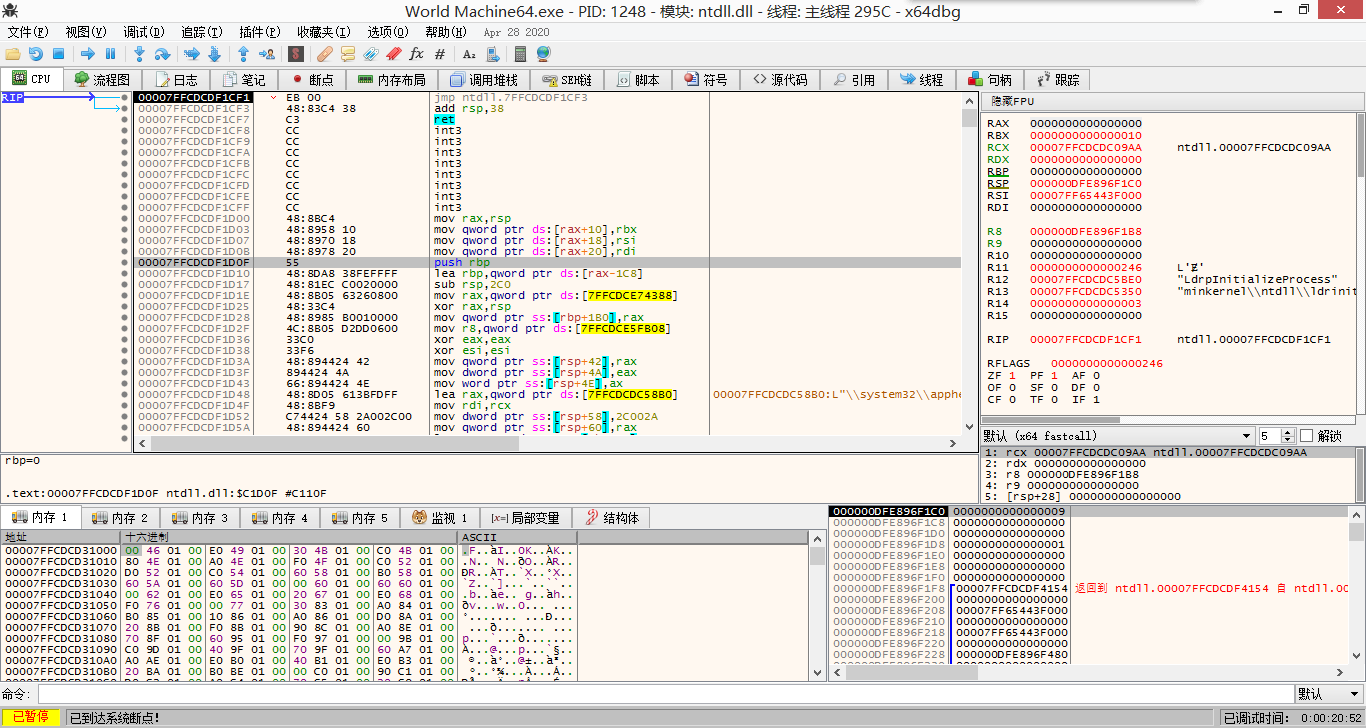 World Machine64.exe - PID: 1248 - 模块: ntdll.dll - 线程: 主线程 295C - x64dbg
文件(F) 视图(V) 调试(D) 追踪(T) 插件(P) 收藏夹(I) 选项(O) 帮助(H) Apr 28 2020
CPU 流程图 日志 笔记 断点 内存布局 调用堆栈 SEH链 脚本 符号 源代码 引用 线程 句柄 跟踪
RIP
00007FFCDCDF1CF1 EB 00 jmp ntdll.7FFCDCDF1CF3
00007FFCDCDF1CF3 48:83C4 38 add rsp,38
00007FFCDCDF1CF7 C3 ret
00007FFCDCDF1CF8 CC int3
00007FFCDCDF1CF9 CC int3
00007FFCDCDF1CFA CC int3
00007FFCDCDF1CFB CC int3
00007FFCDCDF1CFC CC int3
00007FFCDCDF1CFD CC int3
00007FFCDCDF1CFE CC int3
00007FFCDCDF1CFF CC int3
00007FFCDCDF1D00 48:8BC4 mov rax,rsp
00007FFCDCDF1D03 48:8958 10 mov qword ptr ds:[rax+10],rbx
00007FFCDCDF1D07 48:8970 18 mov qword ptr ds:[rax+18],rsi
00007FFCDCDF1D0B 48:8978 20 mov qword ptr ds:[rax+20],rdi
00007FFCDCDF1D0F 55 push rbp
00007FFCDCDF1D10 48:8DA8 38FEFFFF lea rbp,qword ptr ds:[rax-1C8]
00007FFCDCDF1D17 48:81EC C0020000 sub rsp,2C0
00007FFCDCDF1D1E 48:8B05 63260800 mov rax,qword ptr ds:[7FFCDCE74388]
00007FFCDCDF1D25 48:33C4 xor rax,rsp
00007FFCDCDF1D28 48:8985 B0010000 mov qword ptr ss:[rbp+1B0],rax
00007FFCDCDF1D2F 4C:8B05 D2DD0600 mov r8,qword ptr ds:[7FFCDCE5FB08]
00007FFCDCDF1D36 33C0 xor eax,eax
00007FFCDCDF1D38 33F6 xor esi,esi
00007FFCDCDF1D3A 48:894424 42 mov qword ptr ss:[rsp+42],rax
00007FFCDCDF1D3F 894424 4A mov dword ptr ss:[rsp+4A],eax
00007FFCDCDF1D43 66:894424 4E mov word ptr ss:[rsp+4E],ax
00007FFCDCDF1D48 48:8D05 613BFDFF lea rax,qword ptr ds:[7FFCDCDC58B0] 00007FFCDCDC58B0:L"\\system32\\apphe
00007FFCDCDF1D4F 48:8BF9 mov rdi,rcx
00007FFCDCDF1D52 C74424 58 2A002C00 mov dword ptr ss:[rsp+58],2C002A
00007FFCDCDF1D5A 48:894424 60 mov qword ptr ss:[rsp+60],rax
隐藏FPU
RAX 0000000000000000
RBX 0000000000000010
RCX 00007FFCDCDC09AA ntdll.00007FFCDCDC09AA
RDX 0000000000000000
RBP 0000000000000000
RSP 000000DFE896F1C0
RSI 00007FF65443F000
RDI 0000000000000000
R8 000000DFE896F1B8
R9 0000000000000000
R10 0000000000000000
R11 0000000000000246
R12 00007FFCDCDC5BE0 "LdrpInitializeProcess"
R13 00007FFCDCDC5350 "minkernel\\ntdll\\ldrinit
R14 0000000000000003
R15 0000000000000000
RIP 00007FFCDCDF1CF1 ntdll.00007FFCDCDF1CF1
RFLAGS 0000000000000246
ZF 1 PF 1 AF 0
OF 0 SF 0 DF 0
CF 0 TF 0 IF 1
默认 (x64 fastcall) 5 解锁
1: rcx 00007FFCDCDC09AA ntdll.00007FFCDCDC09AA
2: rdx 0000000000000000
3: r8 000000DFE896F1B8
4: r9 0000000000000000
5: [rsp+28] 0000000000000000
rbp=0
.text:00007FFCDCDF1D0F ntdll.dll:$C1D0F #C110F
内存 1 内存 2 内存 3 内存 4 内存 5 监视 1 [x=] 局部变量 结构体
地址 十六进制 ASCII
00007FFCDCD31000 00 46 01 00 E0 49 01 00 30 4B 01 00 C0 4B 01 00
00007FFCDCD31010 80 4E 01 00 A0 4E 01 00 F0 4F 01 00 C0 52 01 00
00007FFCDCD31020 D0 52 01 00 C0 54 01 00 60 58 01 00 B0 58 01 00
00007FFCDCD31030 60 5A 01 00 60 5D 01 00 00 60 01 00 60 60 01 00
00007FFCDCD31040 00 62 01 00 E0 65 01 00 20 67 01 00 E0 68 01 00
00007FFCDCD31050 F0 76 01 00 00 77 01 00 30 83 01 00 A0 84 01 00
00007FFCDCD31060 B0 85 01 00 10 86 01 00 A0 86 01 00 D0 8A 01 00
00007FFCDCD31070 20 8B 01 00 F0 8B 01 00 90 8C 01 00 A0 8E 01 00
00007FFCDCD31080 70 8F 01 00 60 95 01 00 F0 97 01 00 00 9B 01 00
00007FFCDCD31090 C0 9D 01 00 40 9F 01 00 70 9F 01 00 60 A7 01 00
00007FFCDCD310A0 A0 AE 01 00 E0 B0 01 00 40 B1 01 00 E0 B3 01 00
00007FFCDCD310B0 20 BA 01 00 B0 BE 01 00 00 C0 01 00 90 C1 01 00
000000DFE896F1C0 0000000000000009
000000DFE896F1C8 0000000000000000
000000DFE896F1D0 0000000000000000
000000DFE896F1D8 0000000000000001
000000DFE896F1E0 0000000000000000
000000DFE896F1E8 0000000000000000
000000DFE896F1F0 0000000000000000
000000DFE896F1F8 00007FFCDCDF4154 返回到 ntdll.00007FFCDCDF4154 自 ntdll.00
000000DFE896F200 0000000000000000
000000DFE896F208 00007FF65443F000
000000DFE896F210 0000000000000000
000000DFE896F218 00007FF65443F000
000000DFE896F220 0000000000000000
000000DFE896F228 000000DFE896F480
命令: 默认
已暂停 已到达系统断点! 已调试时间: 0:00:20:52